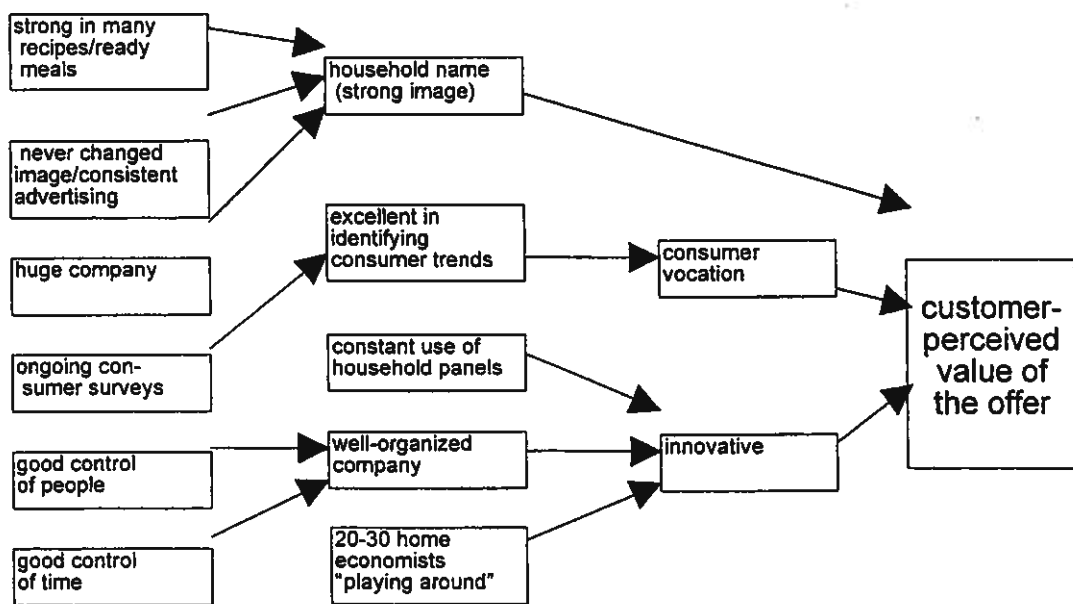 strong in many
recipes/ready
meals
never changed
image/consistent
advertising
huge company
ongoing con-
sumer surveys
good control
of people
good control
of time
household name
(strong image)
excellent in
identifying
consumer trends
constant use of
household panels
well-organized
company
20-30 home
economists
"playing around"
consumer
vocation
innovative
customer-
perceived
value of
the offer